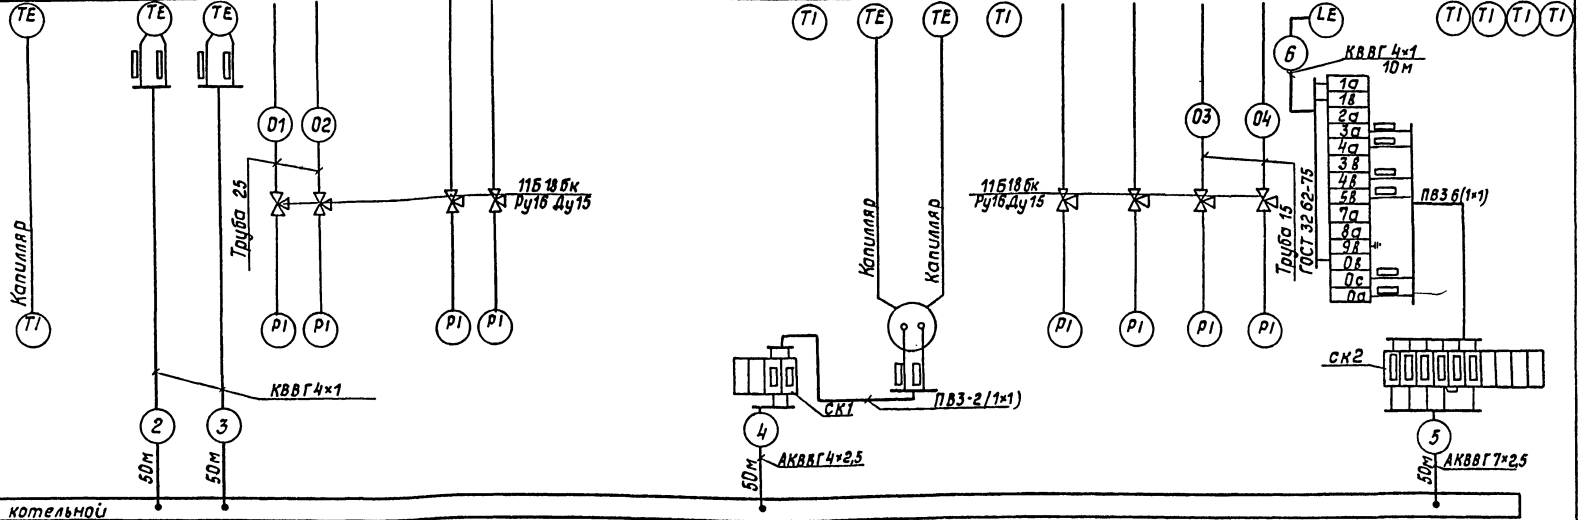 TE TE TE TI TE TE TI LE TI TI TI TI
6
КВВГ 4×1
10 м
1а
1в
2а
3а
4а
3в
4в
5в
7а
8а
9в
0в
0с
0а
01 02 03 04
Труба 25
11Б18бк
Ру16 Ду15
11Б18бк
Ру16 Ду15
Труба 15
ГОСТ 3262-75
ПВ3 6(1×1)
Капилляр
Капилляр
Капилляр
TI PI PI PI PI PI PI PI PI
СК2
КВВГ4×1
СК1
ПВ3-2(1×1)
2 3 4 5
АКВВГ4×2,5
АКВВГ7×2,5
50м 50м 50м 50м
котельной